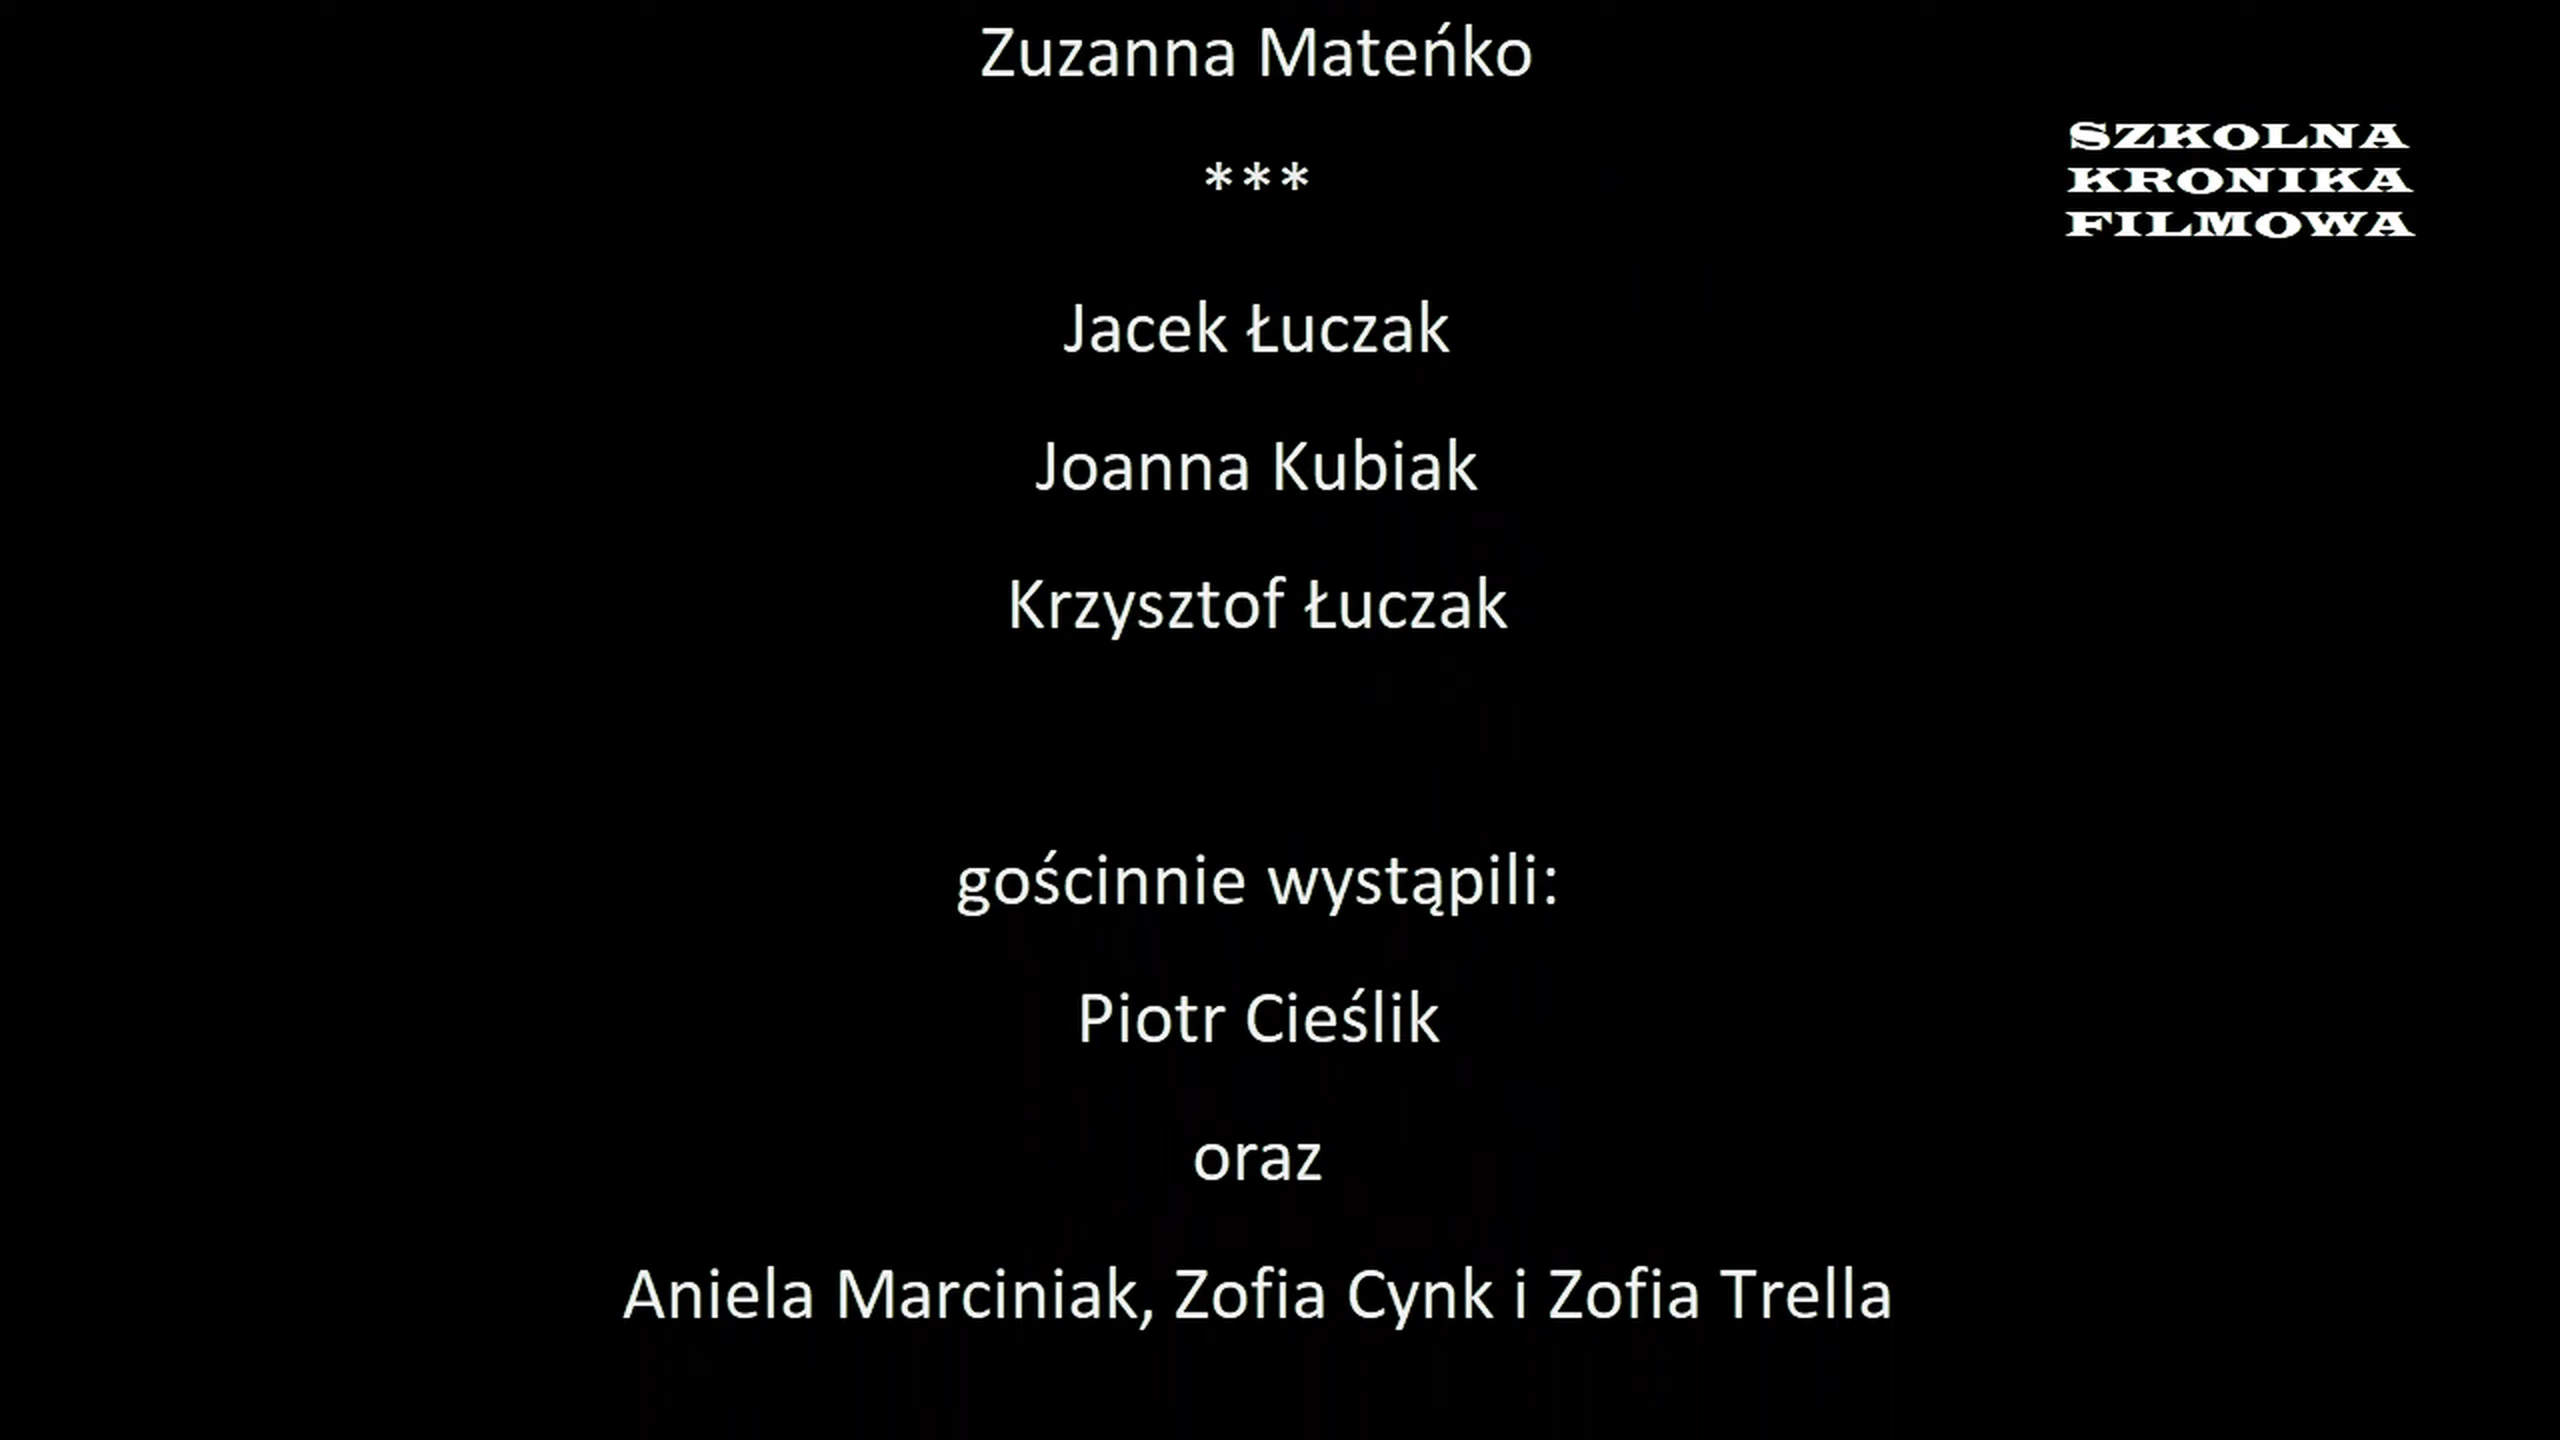 Zuzanna Mateńko
***
SZKOLNA
KRONIKA
FILMOWA
Jacek Łuczak
Joanna Kubiak
Krzysztof Łuczak
gościnnie wystąpili:
Piotr Cieślik
oraz
Aniela Marciniak, Zofia Cynk i Zofia Trella